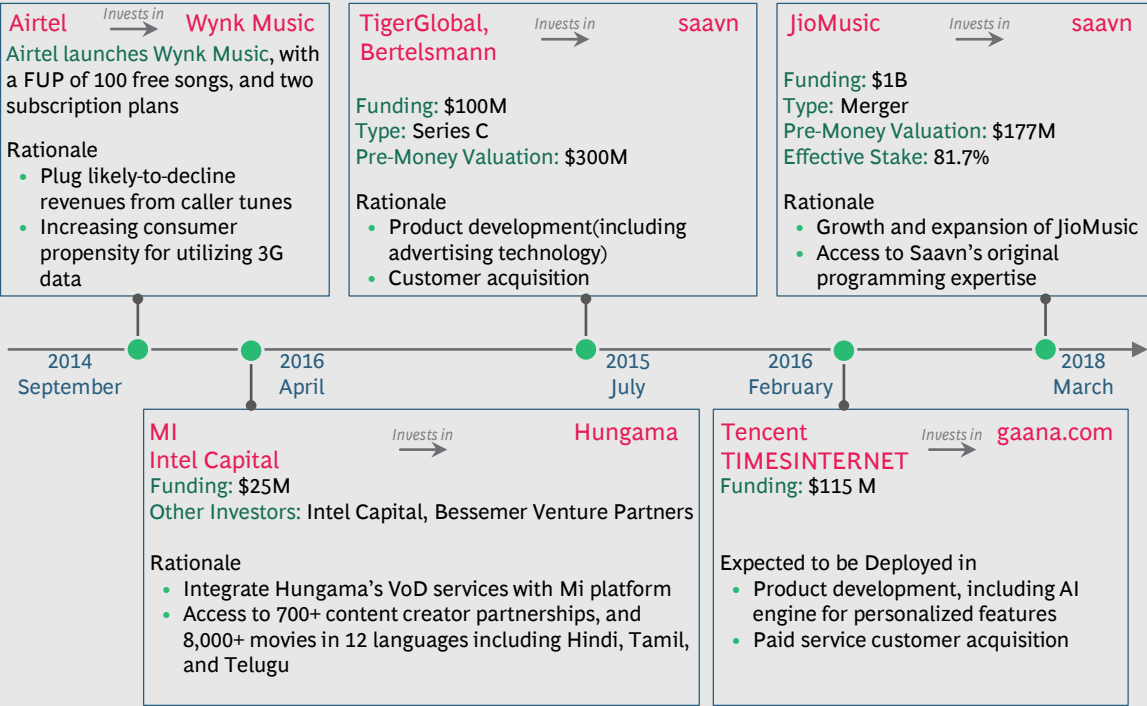 Airtel Invests in Wynk Music
Airtel launches Wynk Music, with
a FUP of 100 free songs, and two
subscription plans
Rationale
• Plug likely-to-decline
revenues from caller tunes
• Increasing consumer
propensity for utilizing 3G
data
TigerGlobal, Invests in saavn
Bertelsmann
Funding: $100M
Type: Series C
Pre-Money Valuation: $300M
Rationale
• Product development(including
advertising technology)
• Customer acquisition
JioMusic Invests in saavn
Funding: $1B
Type: Merger
Pre-Money Valuation: $177M
Effective Stake: 81.7%
Rationale
• Growth and expansion of JioMusic
• Access to Saavn's original
programming expertise
2014
September
2016
April
2015
July
2016
February
2018
March
MI Invests in Hungama
Intel Capital
Funding: $25M
Other Investors: Intel Capital, Bessemer Venture Partners
Rationale
• Integrate Hungama's VoD services with Mi platform
• Access to 700+ content creator partnerships, and
8,000+ movies in 12 languages including Hindi, Tamil,
and Telugu
Tencent Invests in gaana.com
TIMESINTERNET
Funding: $115 M
Expected to be Deployed in
• Product development, including AI
engine for personalized features
• Paid service customer acquisition